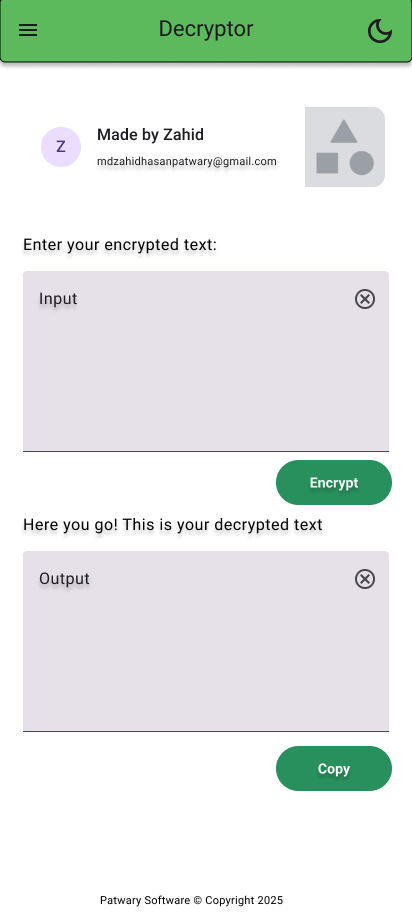 Decryptor
Z
Made by Zahid
mdzahidhasanpatwary@gmail.com
Enter your encrypted text:
Input
Encrypt
Here you go! This is your decrypted text
Output
Copy
Patwary Software © Copyright 2025